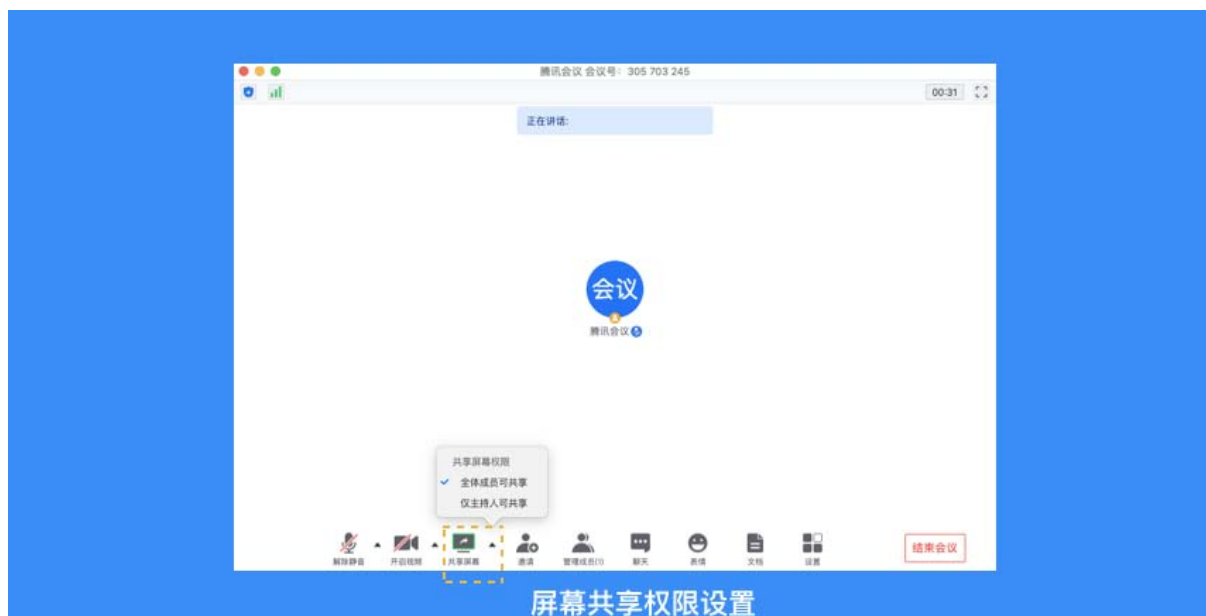 腾讯会议 会议号：305 703 245
00:31
正在讲话:
会议
腾讯会议
共享屏幕权限
全体成员可共享
仅主持人可共享
解除静音 开启视频 共享屏幕 邀请 管理成员(1) 聊天 表情 文档 设置 结束会议
屏幕共享权限设置